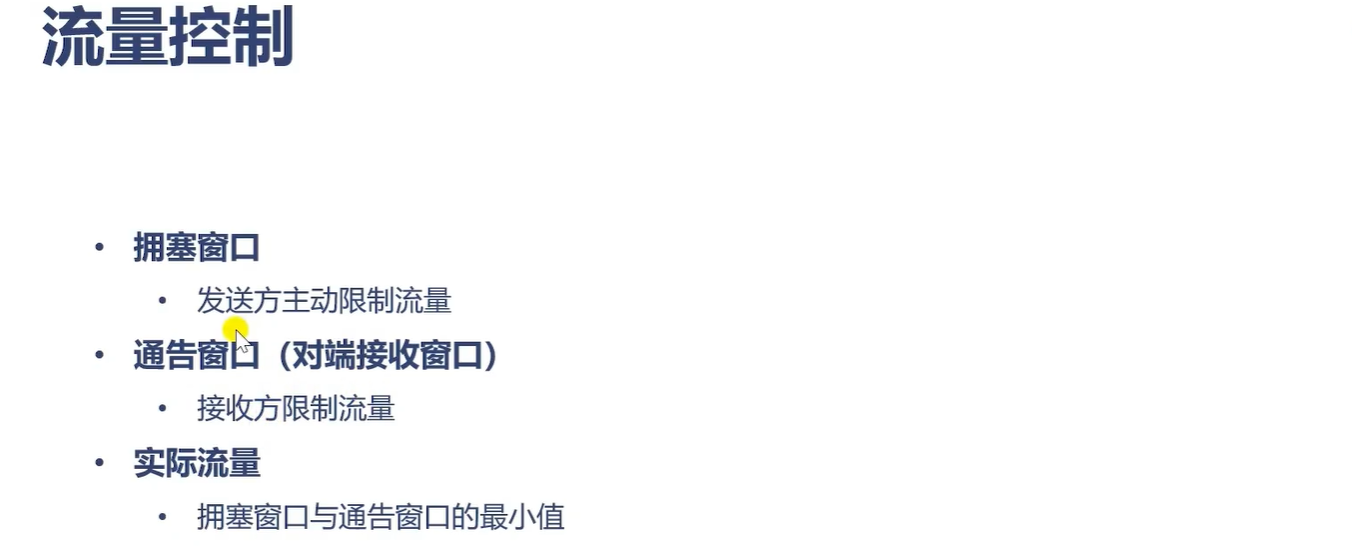 流量控制
• 拥塞窗口
• 发送方主动限制流量
• 通告窗口（对端接收窗口）
• 接收方限制流量
• 实际流量
• 拥塞窗口与通告窗口的最小值